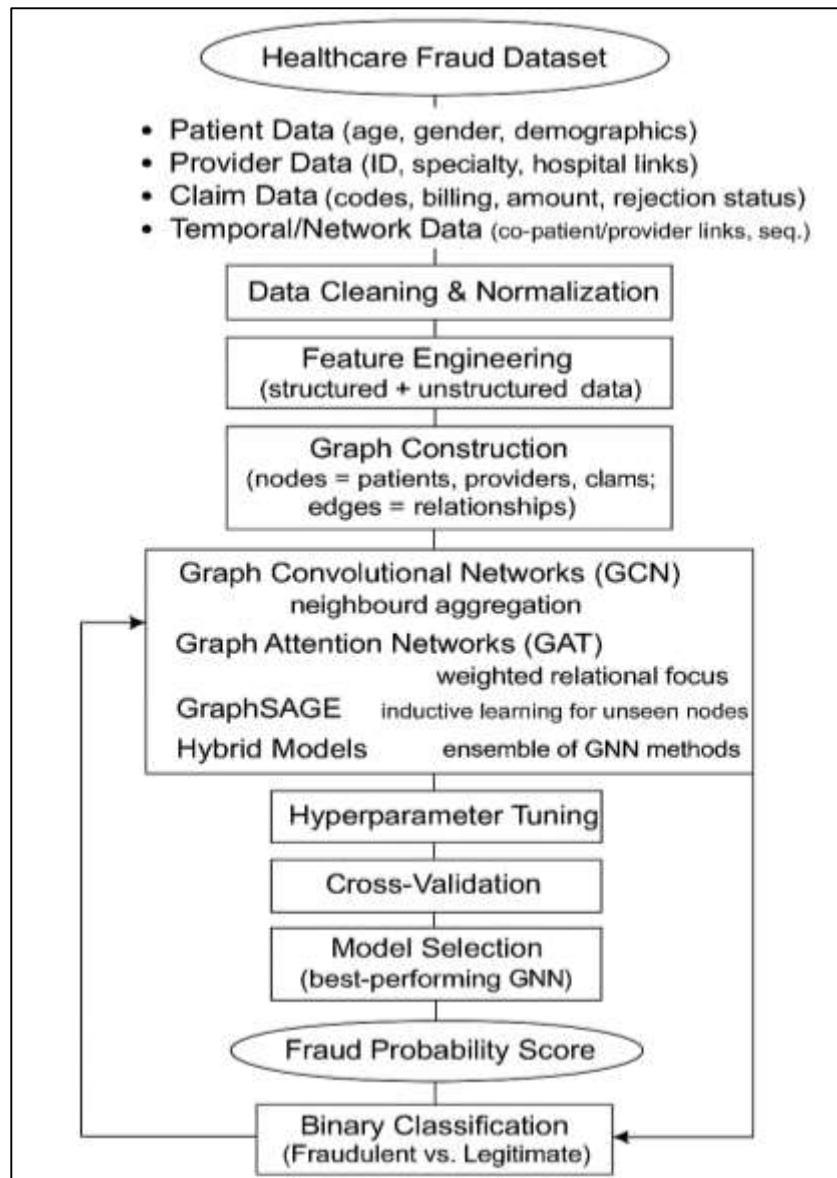 Healthcare Fraud Dataset
• Patient Data (age, gender, demographics)
• Provider Data (ID, specialty, hospital links)
• Claim Data (codes, billing, amount, rejection status)
• Temporal/Network Data (co-patient/provider links, seq.)
Data Cleaning & Normalization
Feature Engineering
(structured + unstructured data)
Graph Construction
(nodes = patients, providers, clams;
edges = relationships)
Graph Convolutional Networks (GCN)
neighbourd aggregation
Graph Attention Networks (GAT)
weighted relational focus
GraphSAGE inductive learning for unseen nodes
Hybrid Models ensemble of GNN methods
Hyperparameter Tuning
Cross-Validation
Model Selection
(best-performing GNN)
Fraud Probability Score
Binary Classification
(Fraudulent vs. Legitimate)